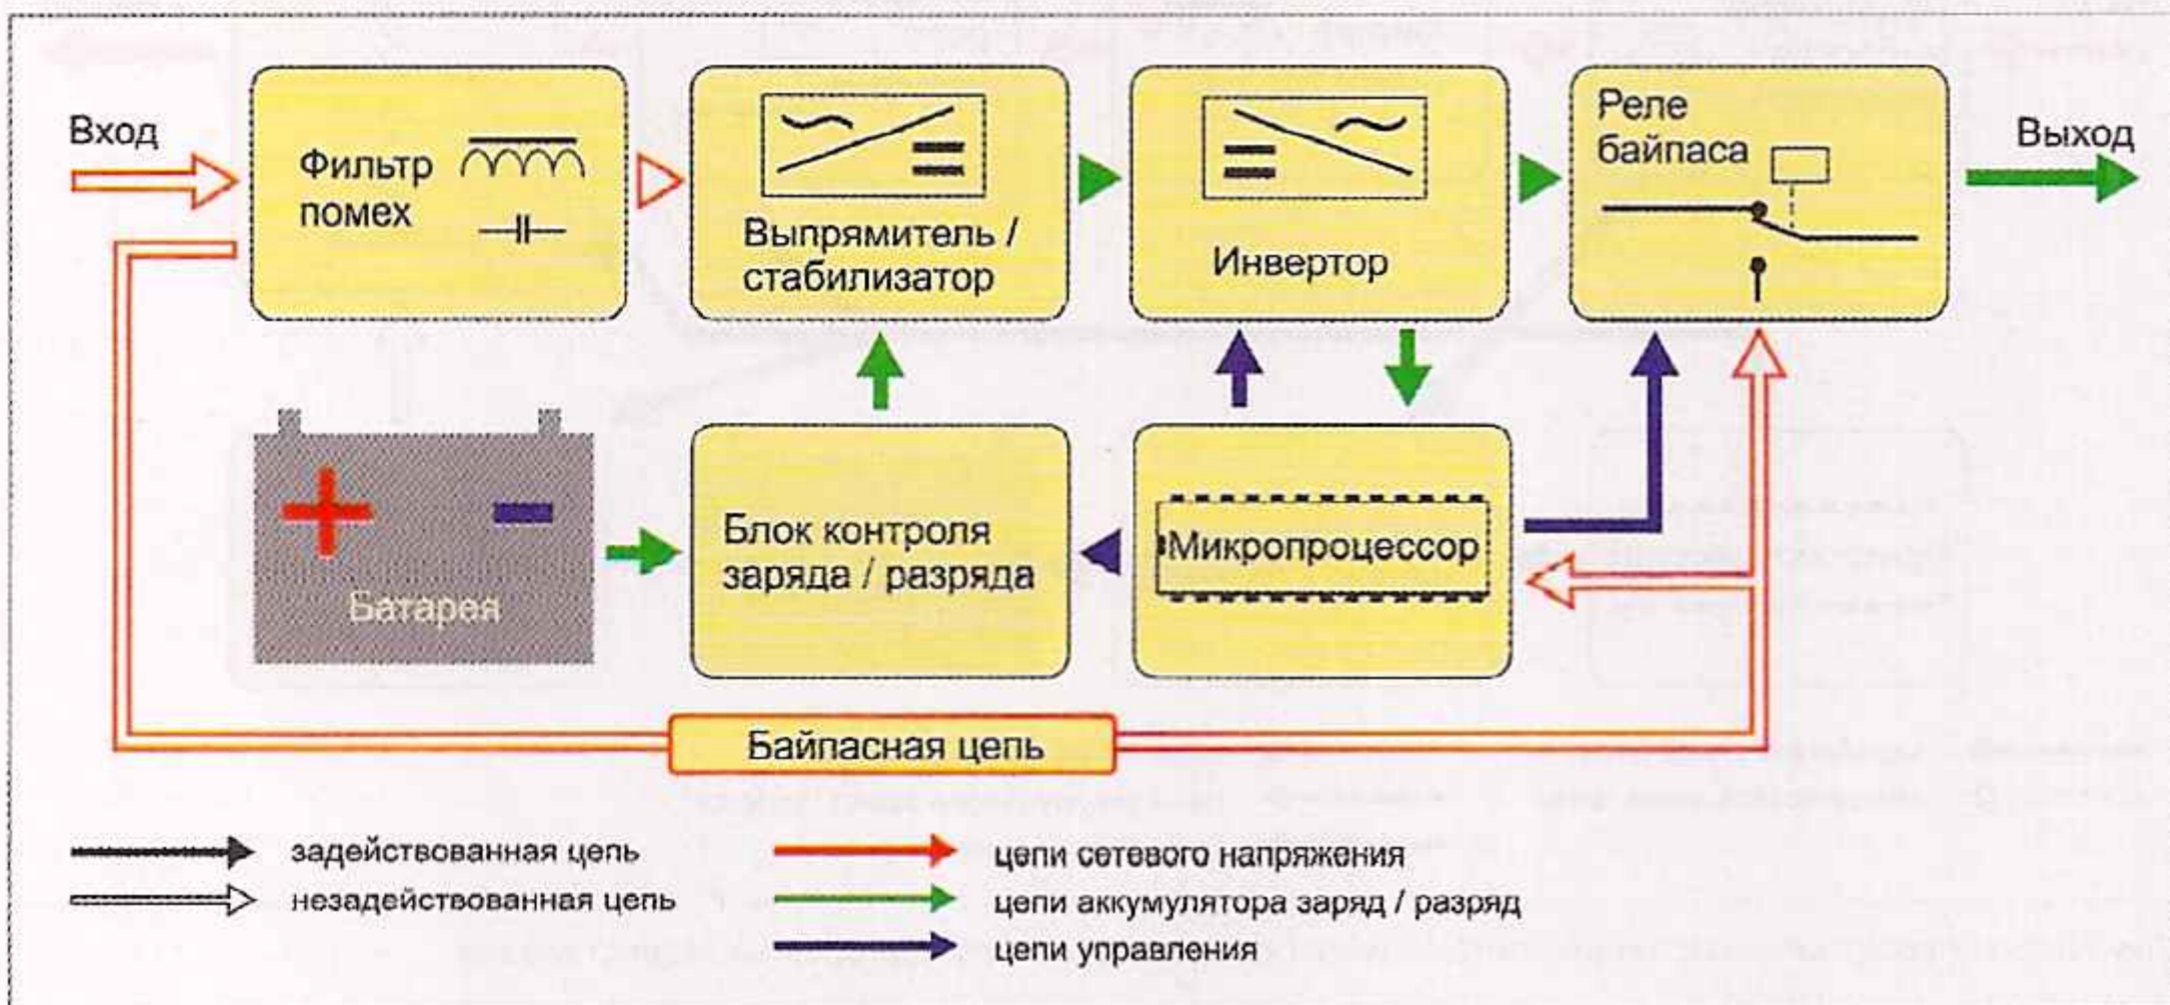 Вход
Фильтр
помех
Выпрямитель /
стабилизатор
Инвертор
Реле
байпаса
Выход
Батарея
Блок контроля
заряда / разряда
Микропроцессор
Байпасная цепь
задействованная цепь
незадействованная цепь
цепи сетевого напряжения
цепи аккумулятора заряд / разряд
цепи управления